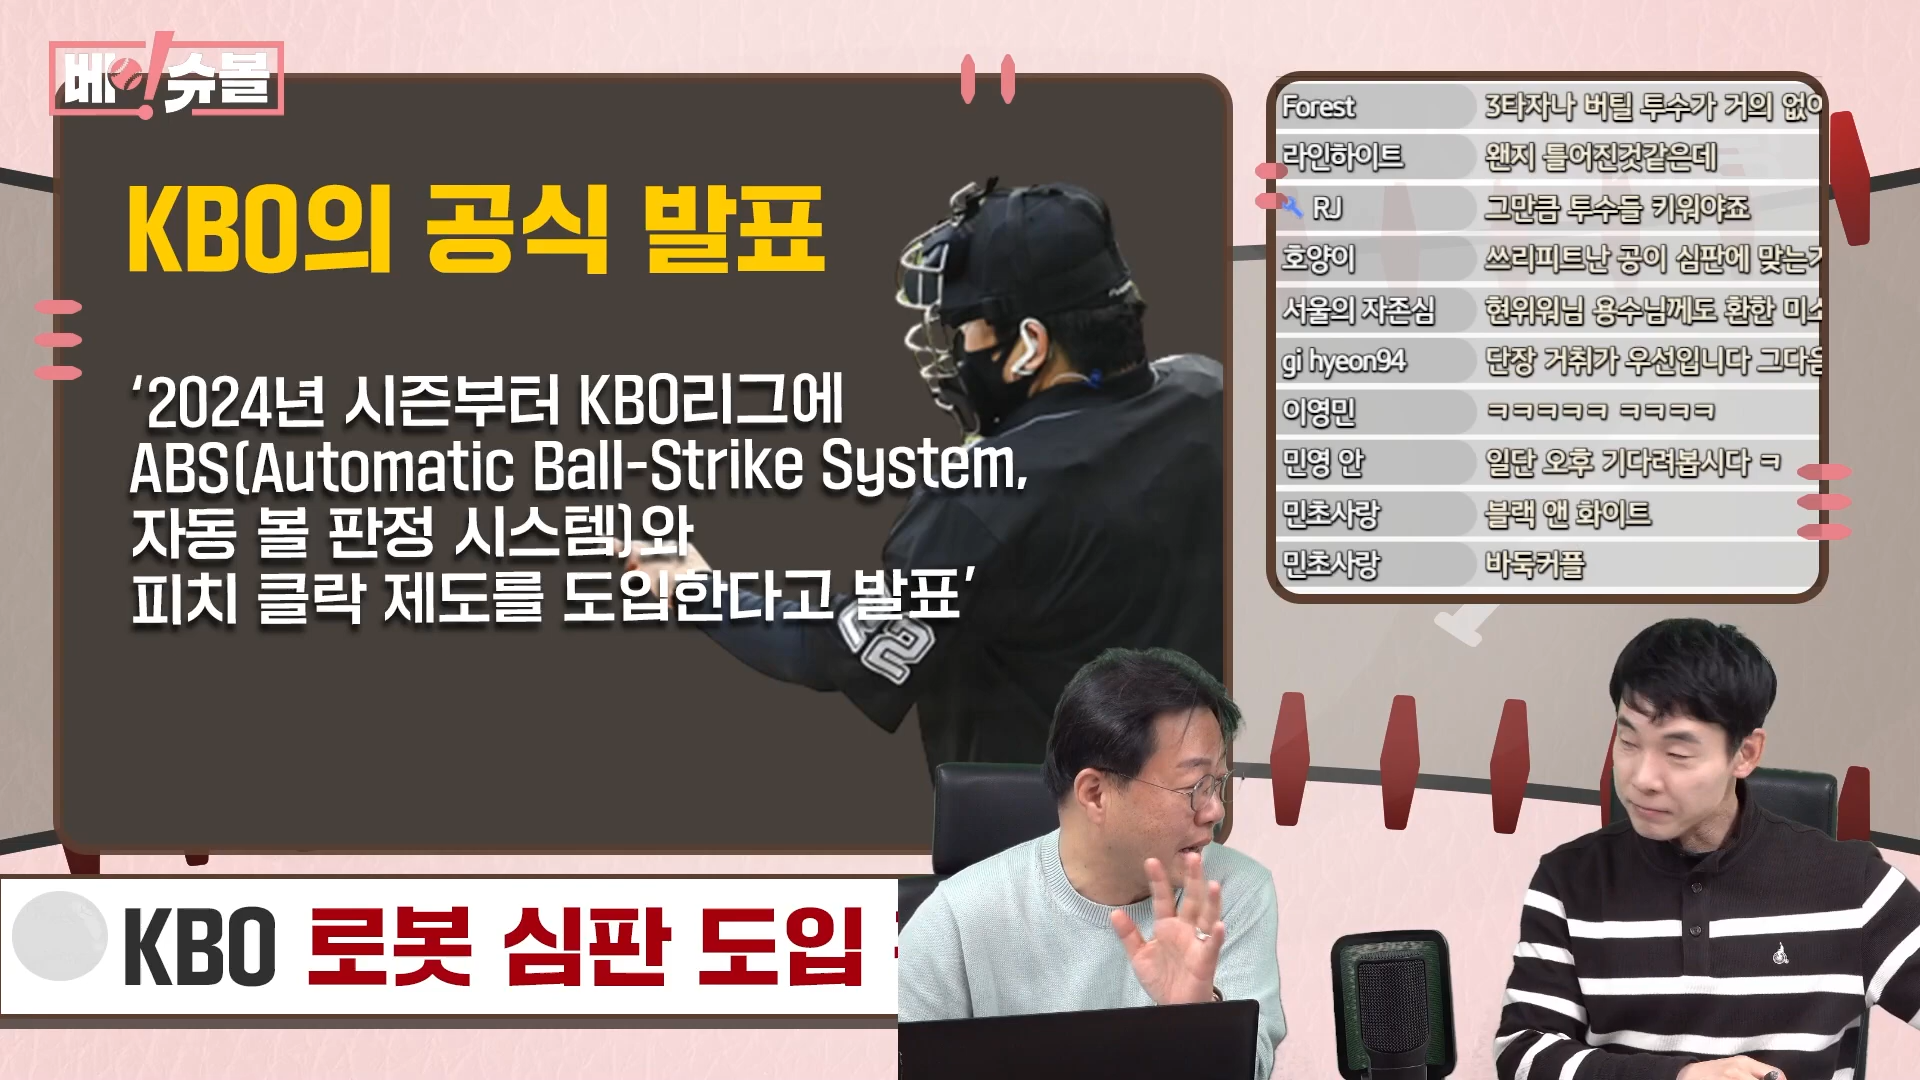 베이!슈볼
KBO의 공식 발표
‘2024년 시즌부터 KBO리그에
ABS(Automatic Ball-Strike System,
자동 볼 판정 시스템)와
피치 클락 제도를 도입한다고 발표’
22
Forest 3타자나 버틸 투수가 거의 없
라인하이트 왠지 틀어진것같은데
RJ 그만큼 투수들 키워야죠
호양이 쓰리피트난 공이 심판에 맞는
서울의 자존심 현위워님 용수님께도 환한 미
gi hyeon94 단장 거취가 우선입니다 그다음
이영민 ㅋㅋㅋㅋㅋ ㅋㅋㅋㅋ
민영 안 일단 오후 기다려봅시다 ㅋ
민초사랑 블랙 앤 화이트
민초사랑 바둑커플
KBO 로봇 심판 도입